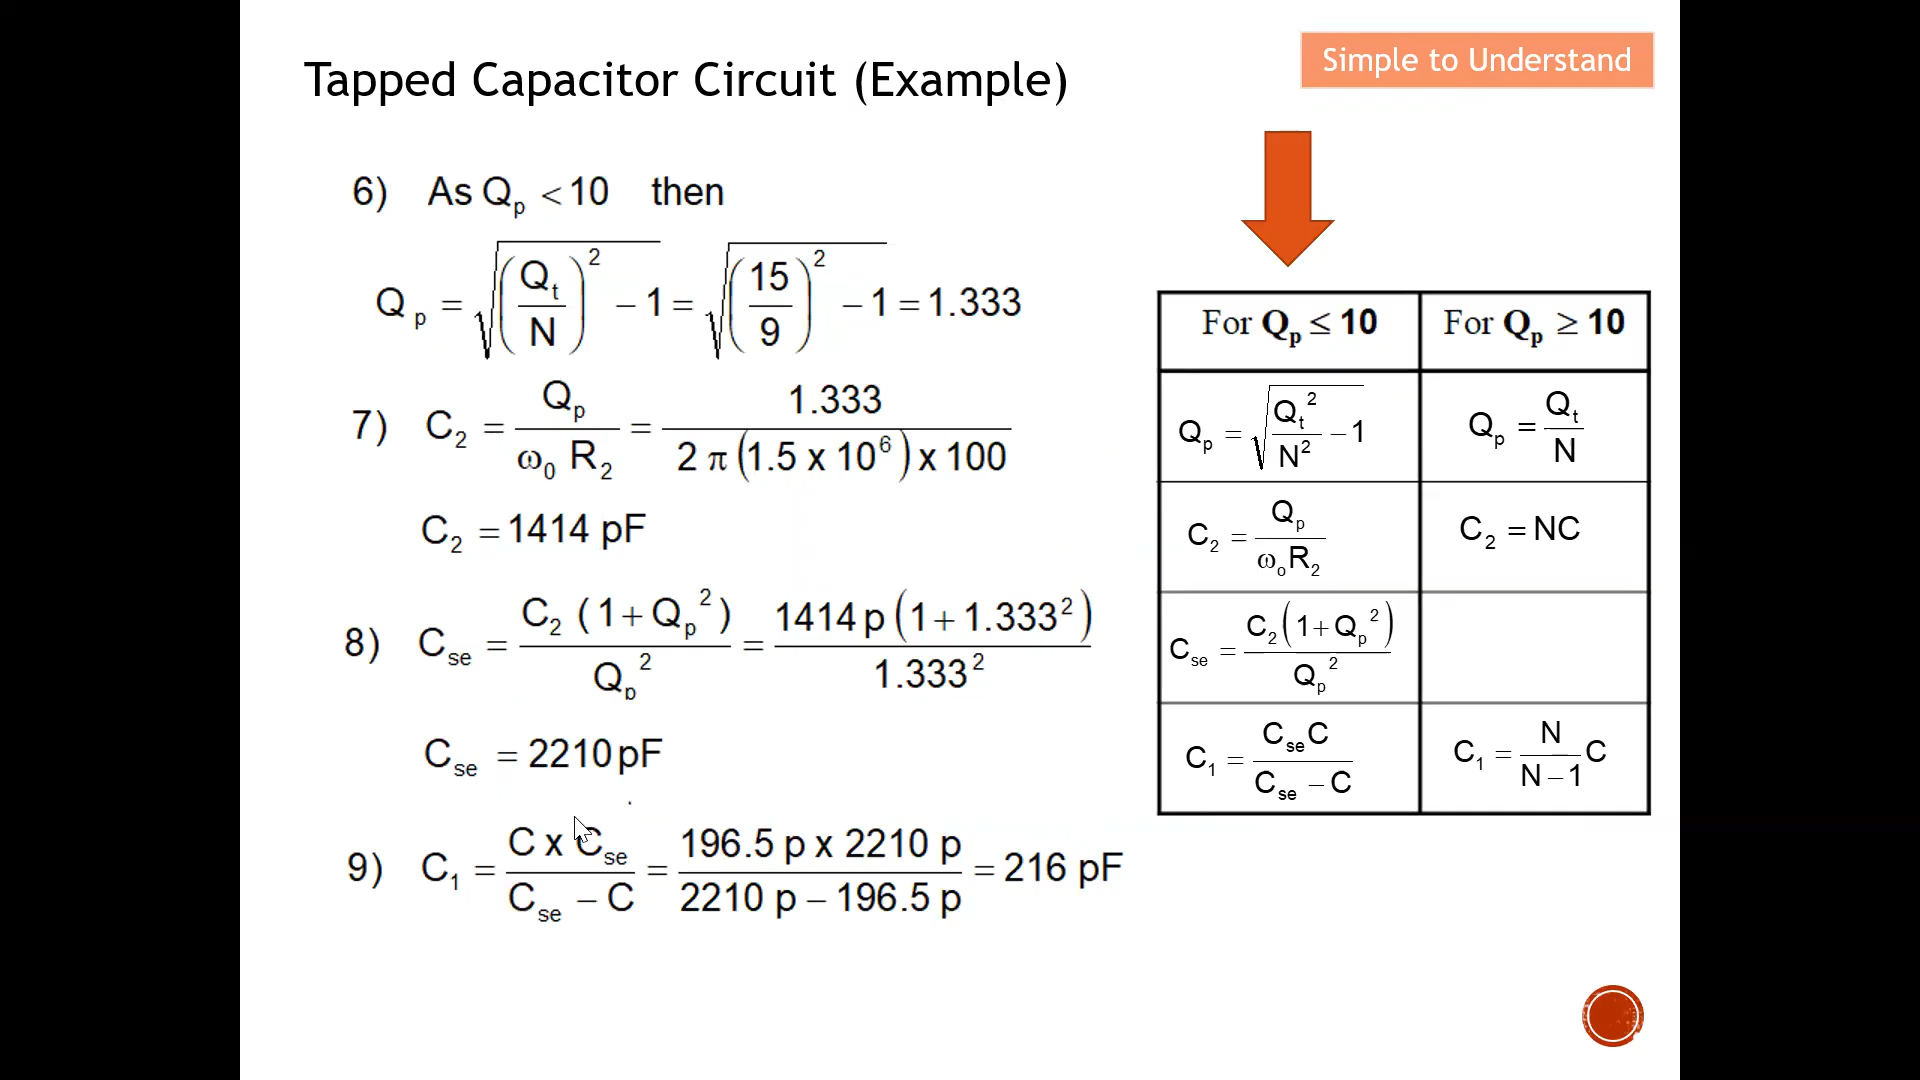 Simple to Understand
Tapped Capacitor Circuit (Example)
6) As Qp < 10 then
Qp = √((Qt/N)² − 1) = √((15/9)² − 1) = 1.333
7) C₂ = Qp / (ω₀ R₂) = 1.333 / (2 π (1.5 x 10⁶) x 100)
C₂ = 1414 pF
8) Cse = C₂ (1 + Qp²) / Qp² = 1414 p (1 + 1.333²) / 1.333²
Cse = 2210 pF
9) C₁ = C x Cse / (Cse − C) = 196.5 p x 2210 p / (2210 p − 196.5 p) = 216 pF
For Qp ≤ 10 For Qp ≥ 10
Qp = √(Qt²/N² − 1) Qp = Qt/N
C₂ = Qp / (ωoR₂) C₂ = NC
Cse = C₂(1 + Qp²) / Qp²
C₁ = CseC / (Cse − C) C₁ = N/(N − 1) C